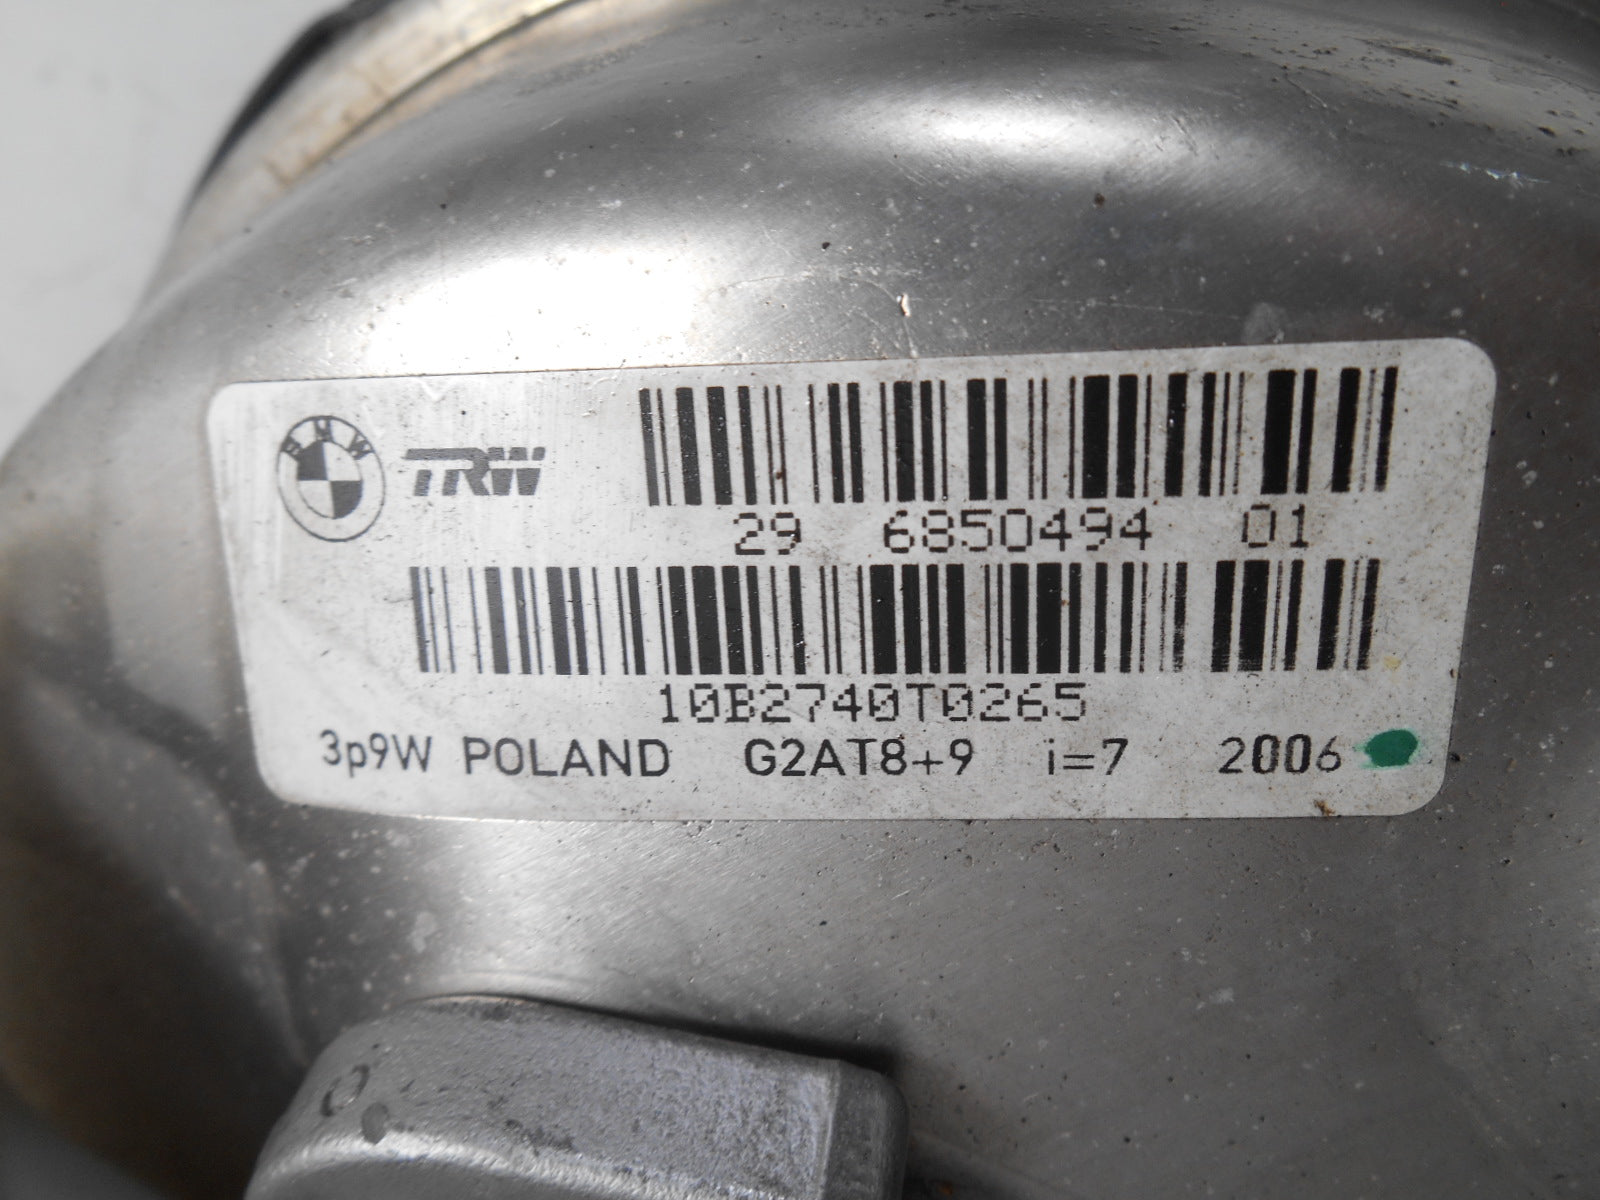 BMW TRW
29 6850494 01
10B2740T0265
3p9W POLAND G2AT8+9 i=7 2006